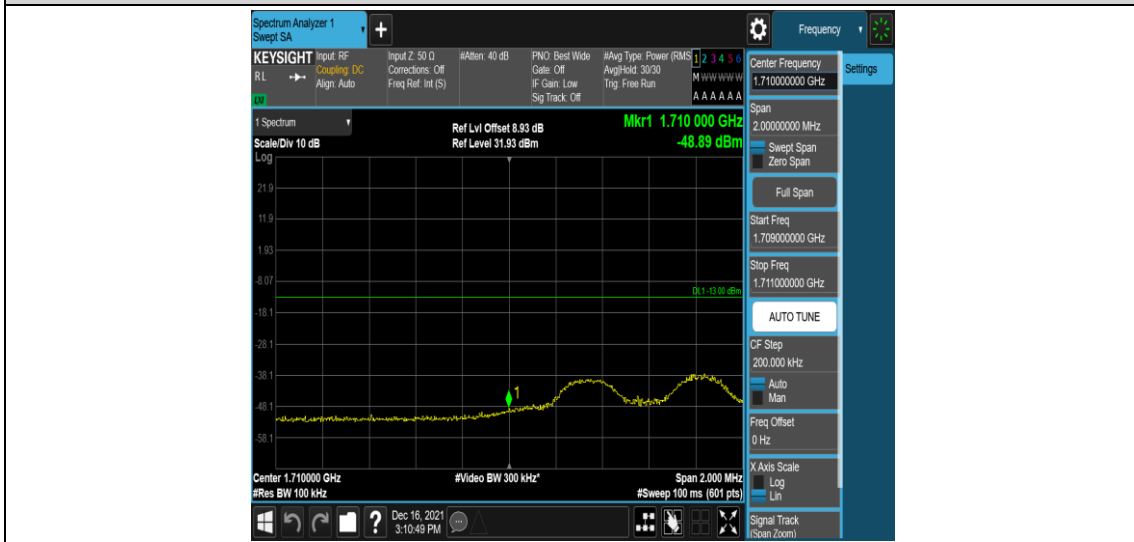 Spectrum Analyzer 1
Swept SA
+
Frequency
KEYSIGHT
RL
LXI
Input: RF
Coupling: DC
Align: Auto
Input Z: 50 Ω
Corrections: Off
Freq Ref: Int (S)
#Atten: 40 dB
PNO: Best Wide
Gate: Off
IF Gain: Low
Sig Track: Off
#Avg Type: Power (RMS
Avg|Hold: 30/30
Trig: Free Run
1 2 3 4 5 6
M W W W W W
A A A A A A
1 Spectrum
Scale/Div 10 dB
Log
Ref Lvl Offset 8.93 dB
Ref Level 31.93 dBm
Mkr1 1.710 000 GHz
-48.89 dBm
21.9
11.9
1.93
-8.07
DL1 -13.00 dBm
-18.1
-28.1
-38.1
1
-48.1
-58.1
Center 1.710000 GHz
#Res BW 100 kHz
#Video BW 300 kHz*
Span 2.000 MHz
#Sweep 100 ms (601 pts)
Center Frequency
1.710000000 GHz
Settings
Span
2.00000000 MHz
Swept Span
Zero Span
Full Span
Start Freq
1.709000000 GHz
Stop Freq
1.711000000 GHz
AUTO TUNE
CF Step
200.000 kHz
Auto
Man
Freq Offset
0 Hz
X Axis Scale
Log
Lin
Signal Track
(Span Zoom)
?
Dec 16, 2021
3:10:49 PM